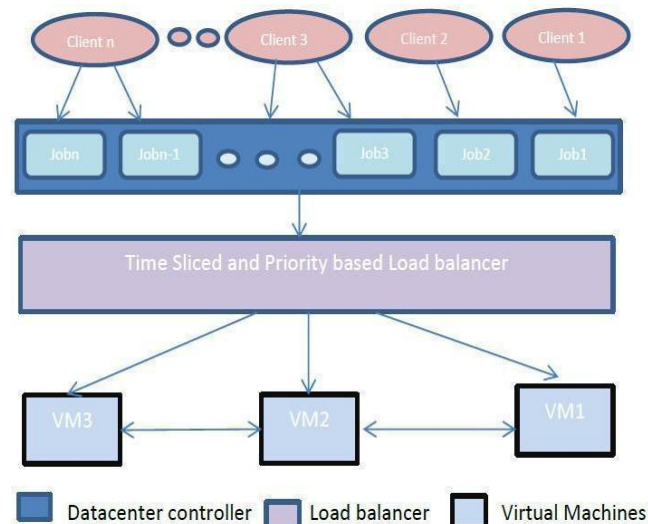 Client n
Client 3
Client 2
Client 1
Jobn
Jobn-1
Job3
Job2
Job1
Time Sliced and Priority based Load balancer
VM3
VM2
VM1
Datacenter controller
Load balancer
Virtual Machines